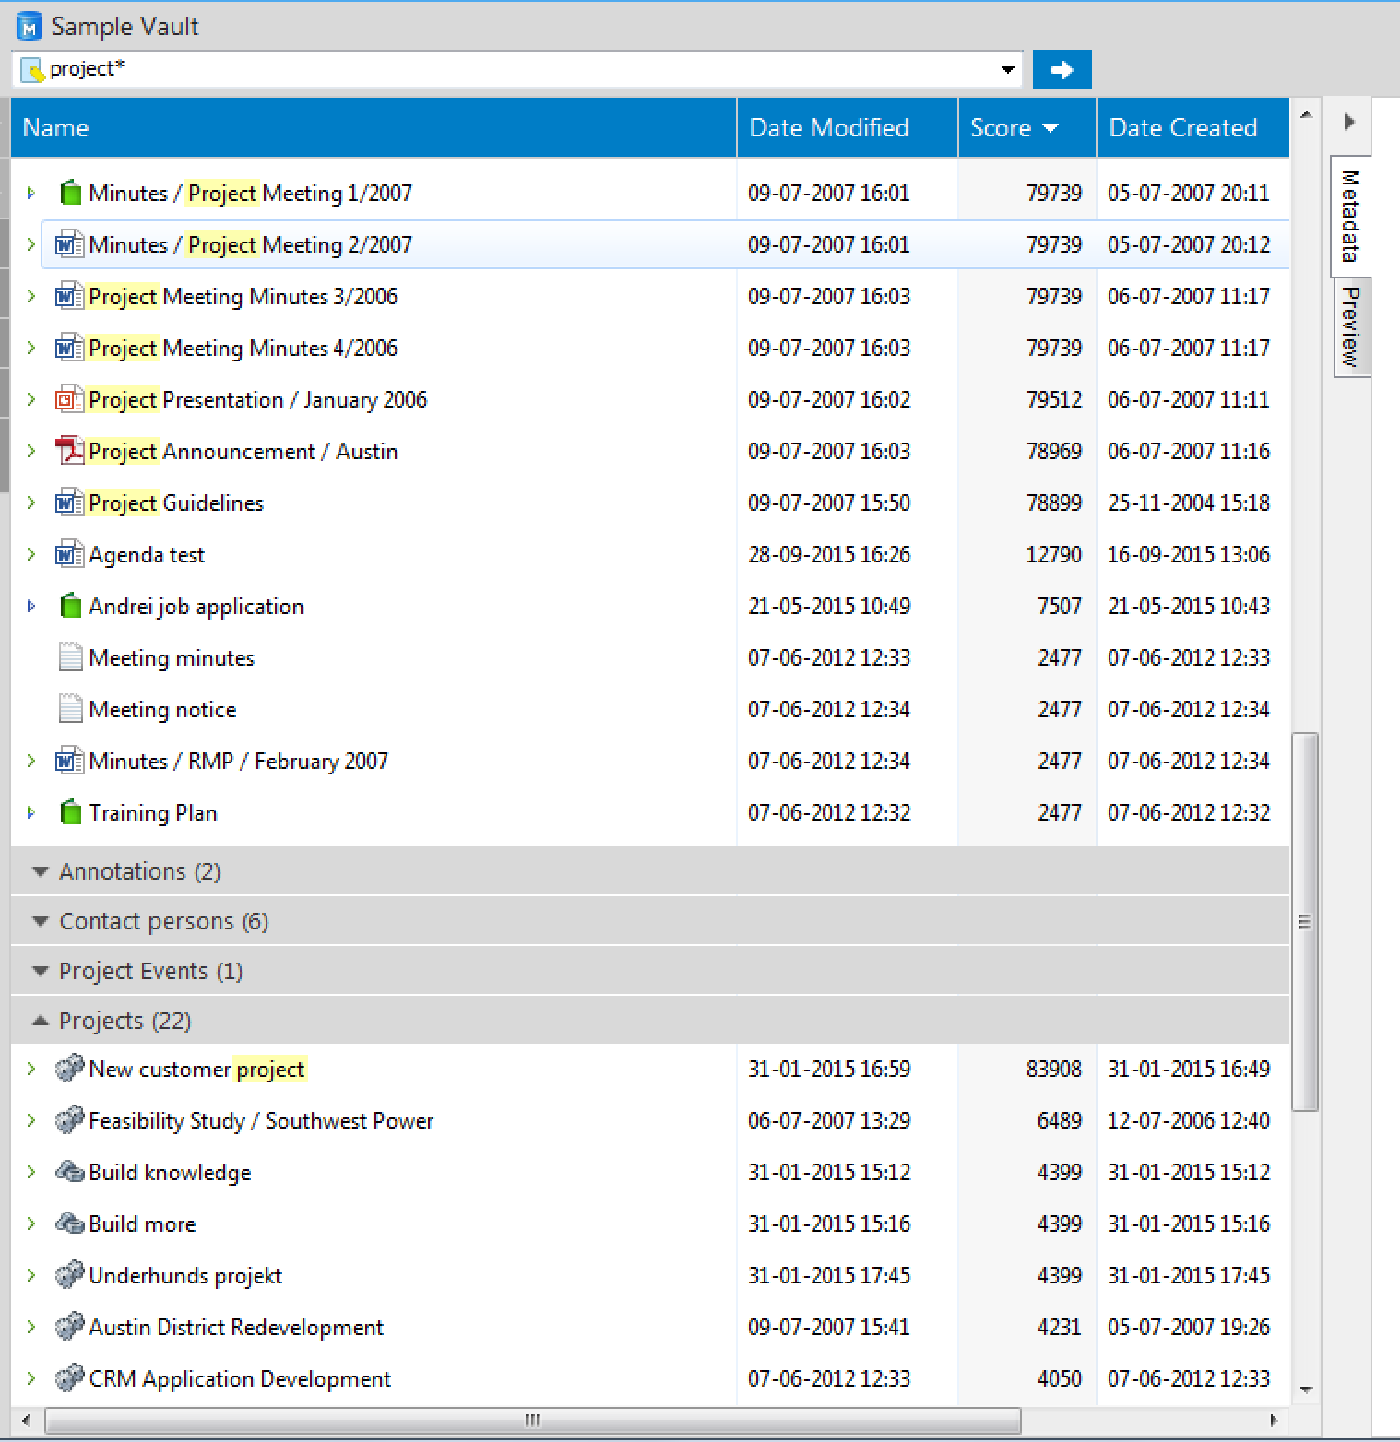 Sample Vault
project*
Name Date Modified Score Date Created
Minutes / Project Meeting 1/2007 09-07-2007 16:01 79739 05-07-2007 20:11
Minutes / Project Meeting 2/2007 09-07-2007 16:01 79739 05-07-2007 20:12
Project Meeting Minutes 3/2006 09-07-2007 16:03 79739 06-07-2007 11:17
Project Meeting Minutes 4/2006 09-07-2007 16:03 79739 06-07-2007 11:17
Project Presentation / January 2006 09-07-2007 16:02 79512 06-07-2007 11:11
Project Announcement / Austin 09-07-2007 16:03 78969 06-07-2007 11:16
Project Guidelines 09-07-2007 15:50 78899 25-11-2004 15:18
Agenda test 28-09-2015 16:26 12790 16-09-2015 13:06
Andrei job application 21-05-2015 10:49 7507 21-05-2015 10:43
Meeting minutes 07-06-2012 12:33 2477 07-06-2012 12:33
Meeting notice 07-06-2012 12:34 2477 07-06-2012 12:34
Minutes / RMP / February 2007 07-06-2012 12:34 2477 07-06-2012 12:34
Training Plan 07-06-2012 12:32 2477 07-06-2012 12:32
Annotations (2)
Contact persons (6)
Project Events (1)
Projects (22)
New customer project 31-01-2015 16:59 83908 31-01-2015 16:49
Feasibility Study / Southwest Power 06-07-2007 13:29 6489 12-07-2006 12:40
Build knowledge 31-01-2015 15:12 4399 31-01-2015 15:12
Build more 31-01-2015 15:16 4399 31-01-2015 15:16
Underhunds projekt 31-01-2015 17:45 4399 31-01-2015 17:45
Austin District Redevelopment 09-07-2007 15:41 4231 05-07-2007 19:26
CRM Application Development 07-06-2012 12:33 4050 07-06-2012 12:33
Metadata
Preview